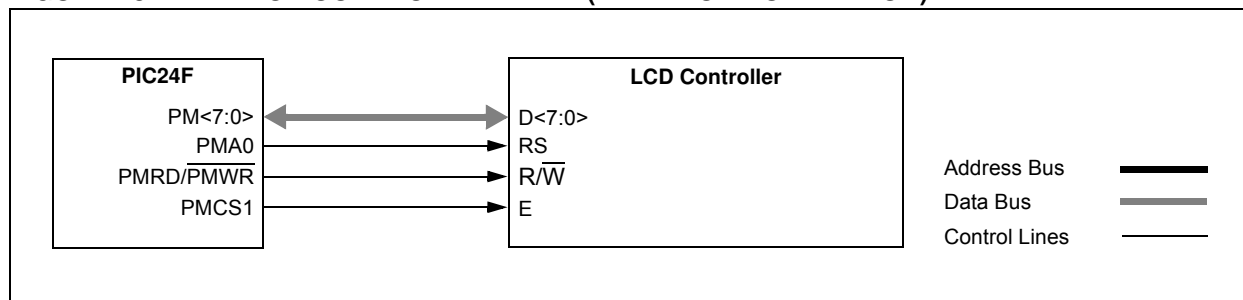 PIC24F
LCD Controller
PM<7:0>
D<7:0>
PMA0
RS
PMRD/PMWR
R/W
PMCS1
E
Address Bus
Data Bus
Control Lines